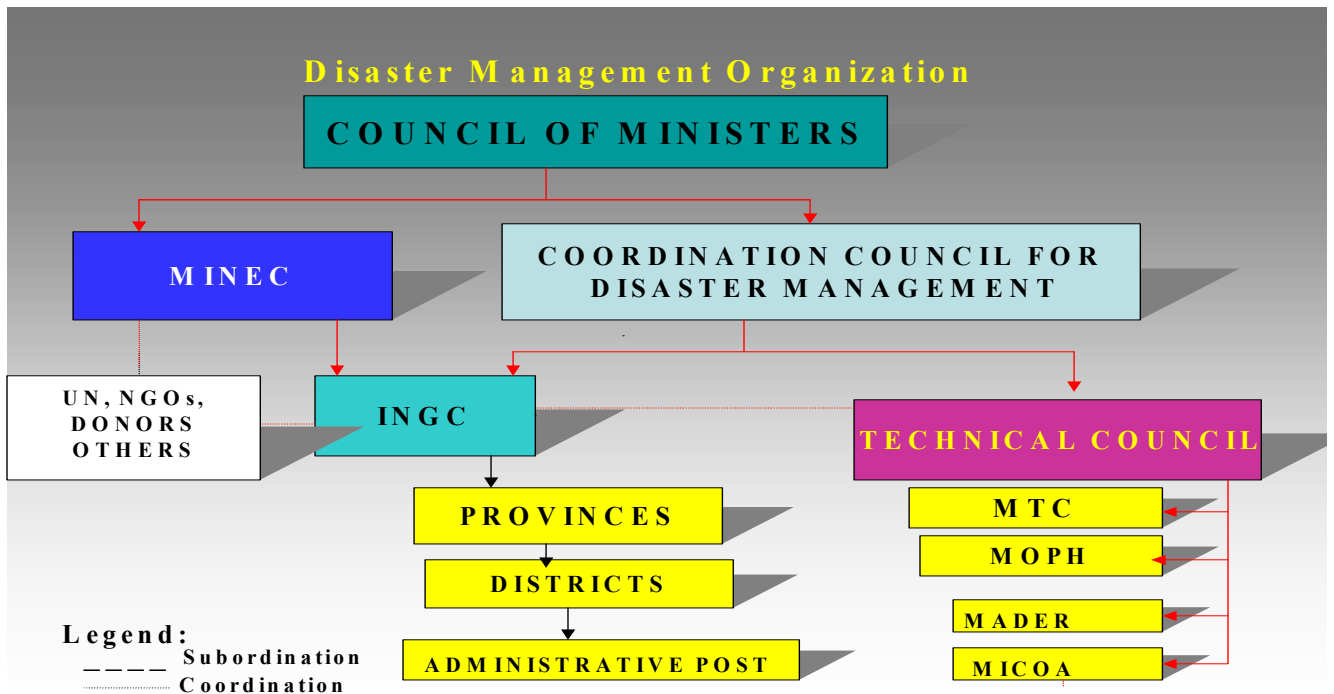 Disaster Management Organization
COUNCIL OF MINISTERS
MINEC
COORDINATION COUNCIL FOR
DISASTER MANAGEMENT
UN, NGOs,
DONORS
OTHERS
INGC
TECHNICAL COUNCIL
PROVINCES
DISTRICTS
ADMINISTRATIVE POST
MTC
MOPH
MADER
MICOA
Legend:
Subordination
Coordination